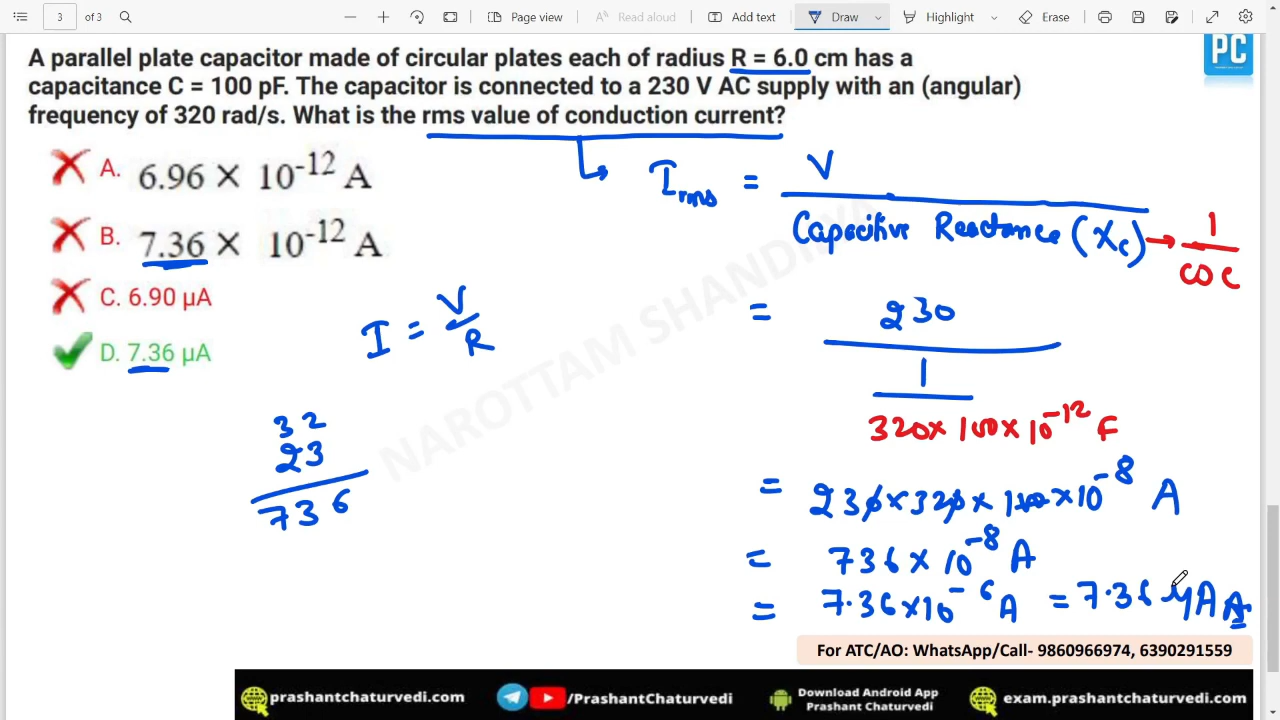 3 of 3 Page view Read aloud Add text Draw Highlight Erase
PC
A parallel plate capacitor made of circular plates each of radius R = 6.0 cm has a
capacitance C = 100 pF. The capacitor is connected to a 230 V AC supply with an (angular)
frequency of 320 rad/s. What is the rms value of conduction current?
A. 6.96 × 10⁻¹² A
B. 7.36 × 10⁻¹² A
C. 6.90 μA
D. 7.36 μA
I = V / R
32
23
736
I rms = V / Capacitive Reactance (Xc) → 1 / ωC
= 230 / 1 / 320 × 100 × 10⁻¹² F
= 230 × 320 × 100 × 10⁻⁸ A
= 736 × 10⁻⁸ A
= 7.36 × 10⁻⁶ A = 7.36 μA
NAROTTAM SHANDILYA
For ATC/AO: WhatsApp/Call- 9860966974, 6390291559
prashantchaturvedi.com /PrashantChaturvedi Download Android App exam.prashantchaturvedi.com
Prashant Chaturvedi